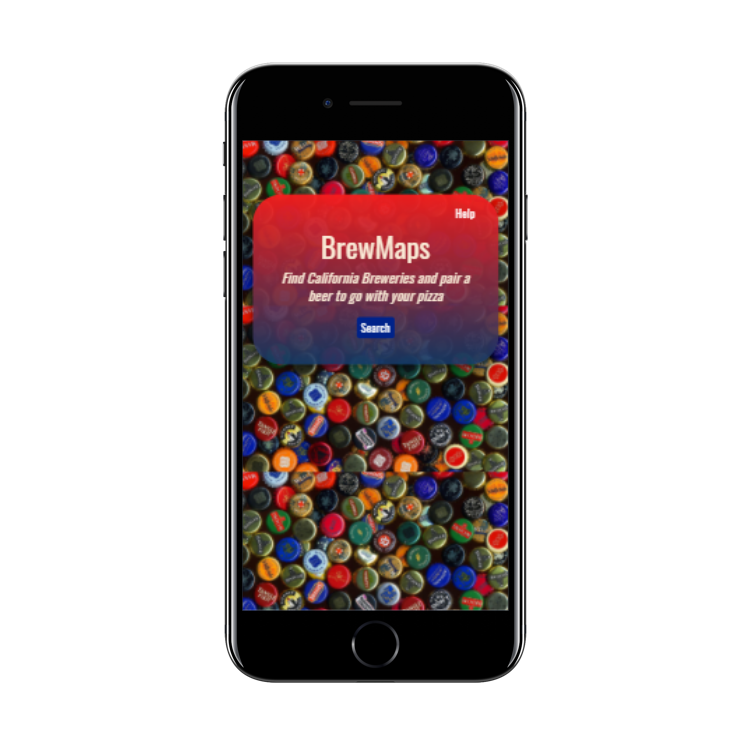 Help
BrewMaps
Find California Breweries and pair a
beer to go with your pizza
Search